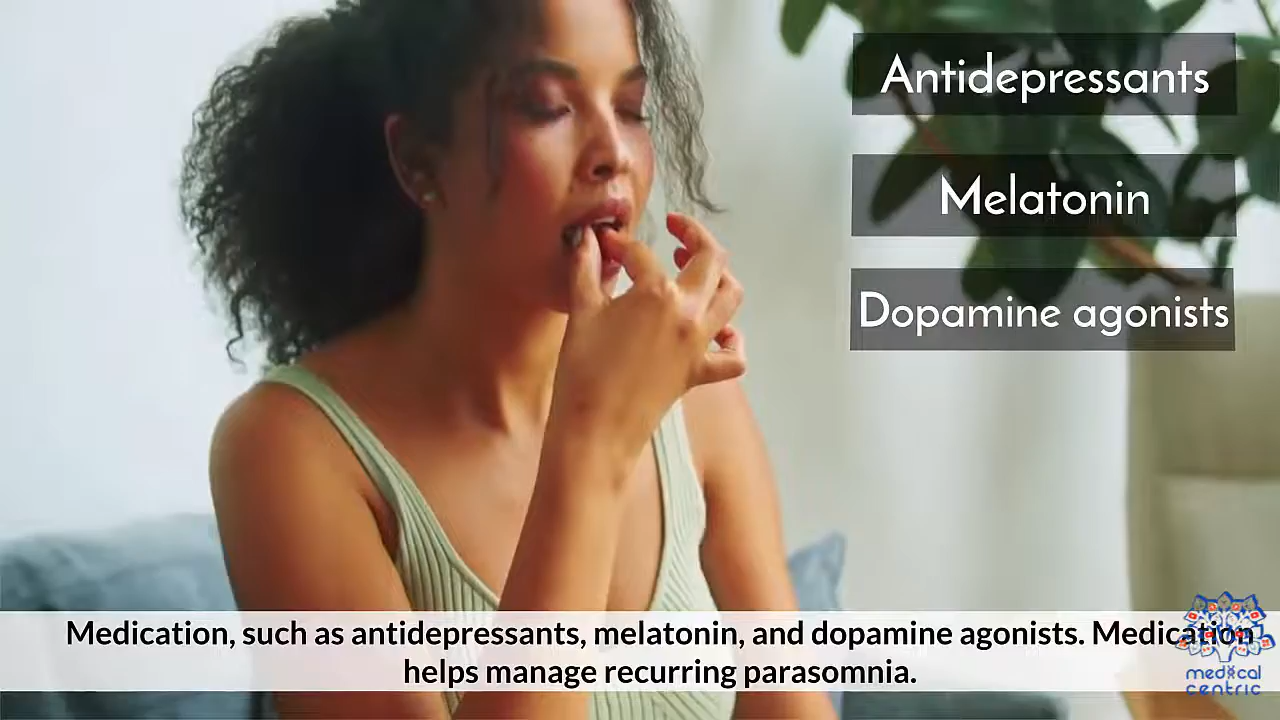 Antidepressants
Melatonin
Dopamine agonists
Medication, such as antidepressants, melatonin, and dopamine agonists. Medication
helps manage recurring parasomnia.
medical
centric